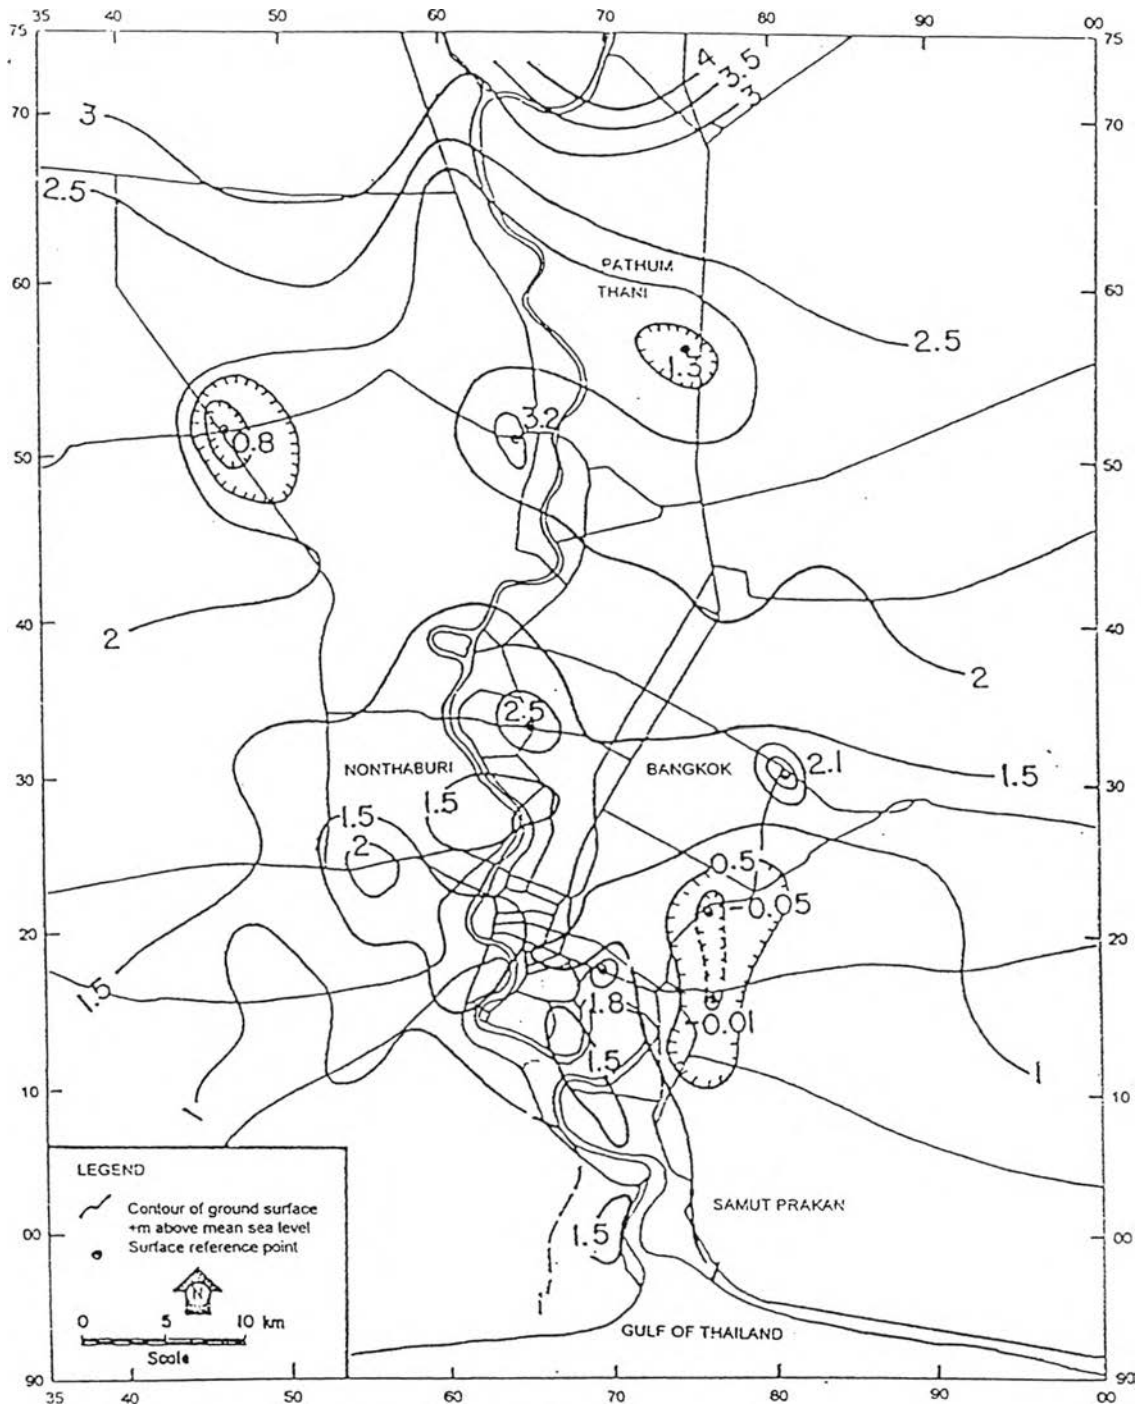 35 40 50 60 70 80 90 00
75 75
4
3.5
3
3
70 70
2.5
PATHUM
THANI
60 60
2.5
1.3
3.2
0.8
50 50
2
40 40
2
2.5
NONTHABURI BANGKOK 2.1
30 1.5 30
1.5 1.5
2
0.5
-0.05
20 20
1.5
1.8
-0.01
1.5
1
10 1 10
LEGEND
Contour of ground surface
+m above mean sea level
Surface reference point
N
0 5 10 km
Scale
SAMUT PRAKAN
00 1.5 00
1
GULF OF THAILAND
90 90
35 40 50 60 70 80 90 00